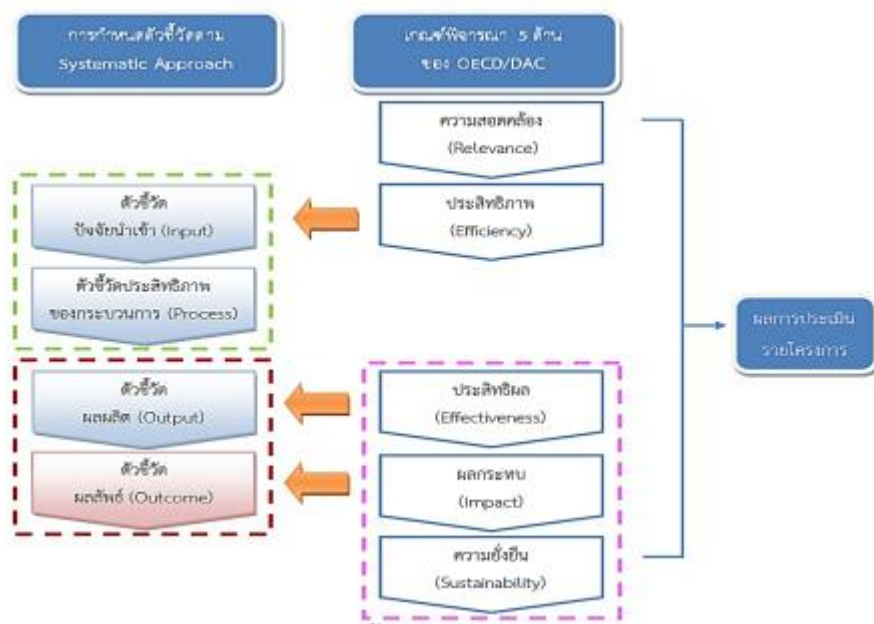 การกำหนดตัวชี้วัดตาม
Systematic Approach
เกณฑ์พิจารณา 5 ด้าน
ของ OECD/DAC
ความสอดคล้อง
(Relevance)
ตัวชี้วัด
ปัจจัยนำเข้า (Input)
ประสิทธิภาพ
(Efficiency)
ตัวชี้วัดประสิทธิภาพ
ของกระบวนการ (Process)
ผลการประเมิน
รายโครงการ
ตัวชี้วัด
ผลผลิต (Output)
ประสิทธิผล
(Effectiveness)
ตัวชี้วัด
ผลลัพธ์ (Outcome)
ผลกระทบ
(Impact)
ความยั่งยืน
(Sustainability)